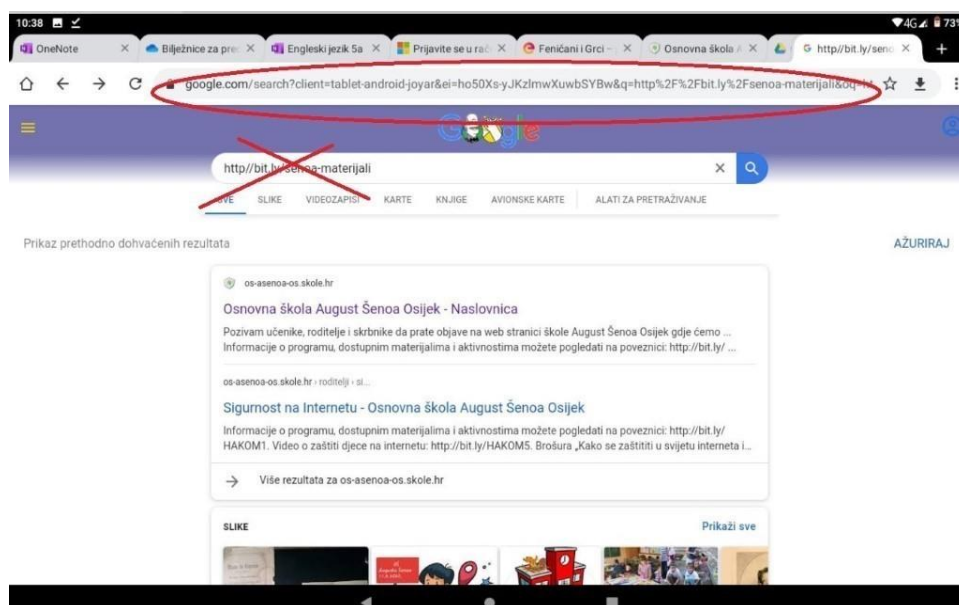 10:38 4G 73%
OneNote Bilježnice za pre Engleski jezik 5a Prijavite se u rač Feničani i Grci - Osnovna škola A http//bit.ly/seno
google.com/search?client=tablet-android-joyar&ei=ho50Xs-yJKzlmwXuwbSYBw&q=http%2F%2Fbit.ly%2Fsenoa-materijali&oq=ht
Google
http//bit.ly/senoa-materijali
SVE SLIKE VIDEOZAPISI KARTE KNJIGE AVIONSKE KARTE ALATI ZA PRETRAŽIVANJE
Prikaz prethodno dohvaćenih rezultata AŽURIRAJ
os-asenoa-os.skole.hr
Osnovna škola August Šenoa Osijek - Naslovnica
Pozivam učenike, roditelje i skrbnike da prate objave na web stranici škole August Šenoa Osijek gdje ćemo ...
Informacije o programu, dostupnim materijalima i aktivnostima možete pogledati na poveznici: http://bit.ly/ ...
os-asenoa-os.skole.hr › roditelji › si...
Sigurnost na Internetu - Osnovna škola August Šenoa Osijek
Informacije o programu, dostupnim materijalima i aktivnostima možete pogledati na poveznici: http://bit.ly/
HAKOM1. Video o zaštiti djece na internetu: http://bit.ly/HAKOM5. Brošura „Kako se zaštititi u svijetu interneta i...
Više rezultata za os-asenoa-os.skole.hr
SLIKE Prikaži sve